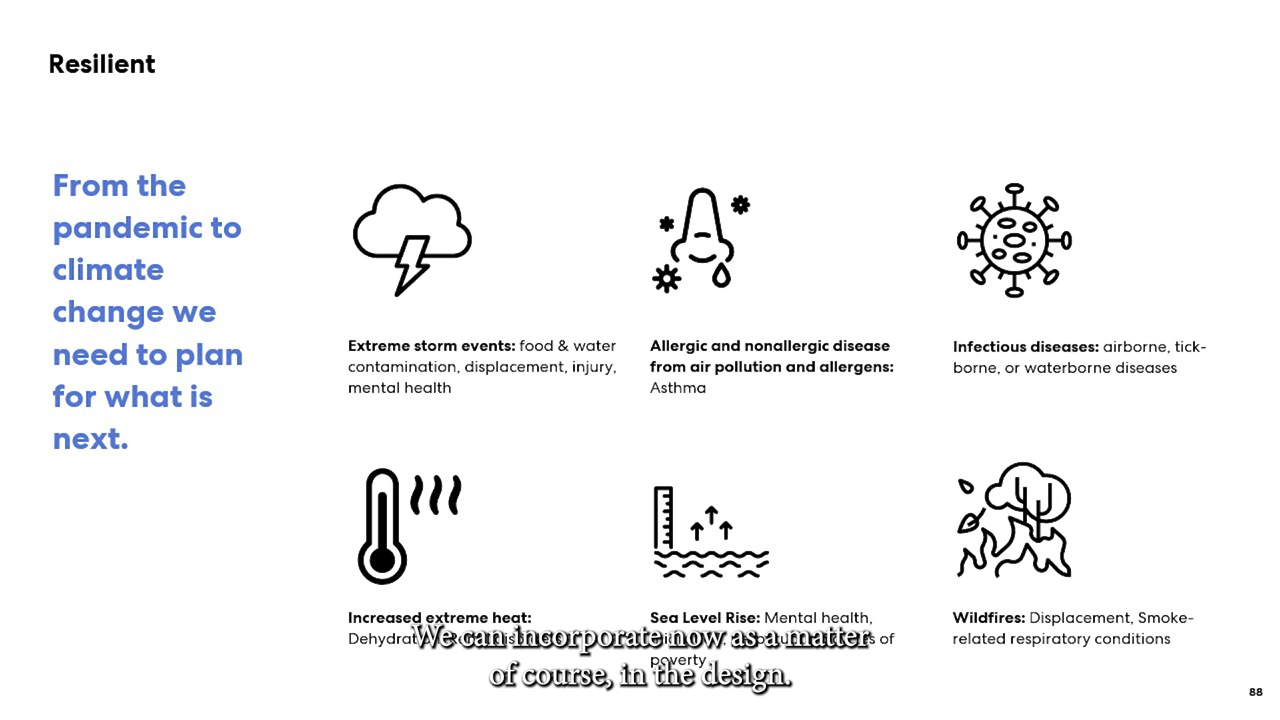 Resilient
From the
pandemic to
climate
change we
need to plan
for what is
next.
Extreme storm events: food & water
contamination, displacement, injury,
mental health
Allergic and nonallergic disease
from air pollution and allergens:
Asthma
Infectious diseases: airborne, tick-
borne, or waterborne diseases
Increased extreme heat:
Sea Level Rise: Mental health,
of
poverty
Wildfires: Displacement, Smoke-
related respiratory conditions
We can incorporate now as a matter
of course, in the design.
88